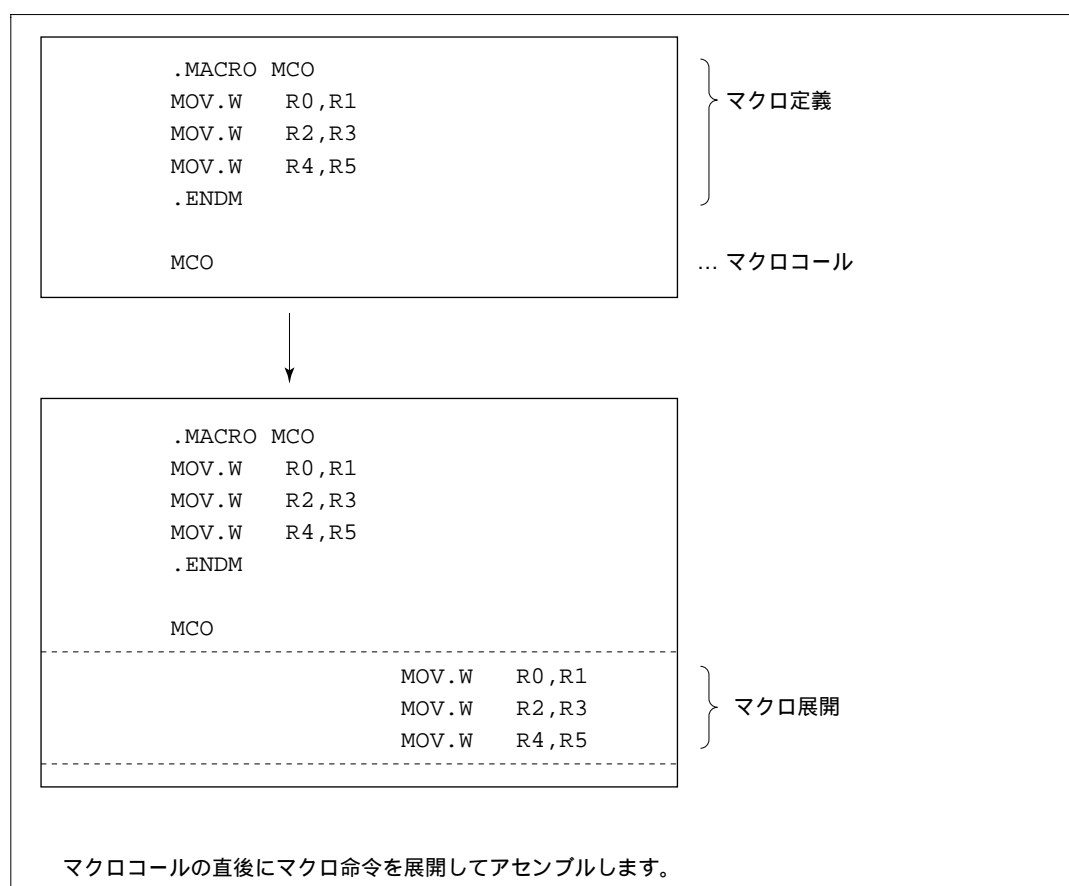 .MACRO MCO
MOV.W R0,R1
マクロ定義
MOV.W R2,R3
MOV.W R4,R5
.ENDM
MCO
... マクロコール
.MACRO MCO
MOV.W R0,R1
MOV.W R2,R3
MOV.W R4,R5
.ENDM
MCO
MOV.W R0,R1
MOV.W R2,R3
マクロ展開
MOV.W R4,R5
マクロコールの直後にマクロ命令を展開してアセンブルします。